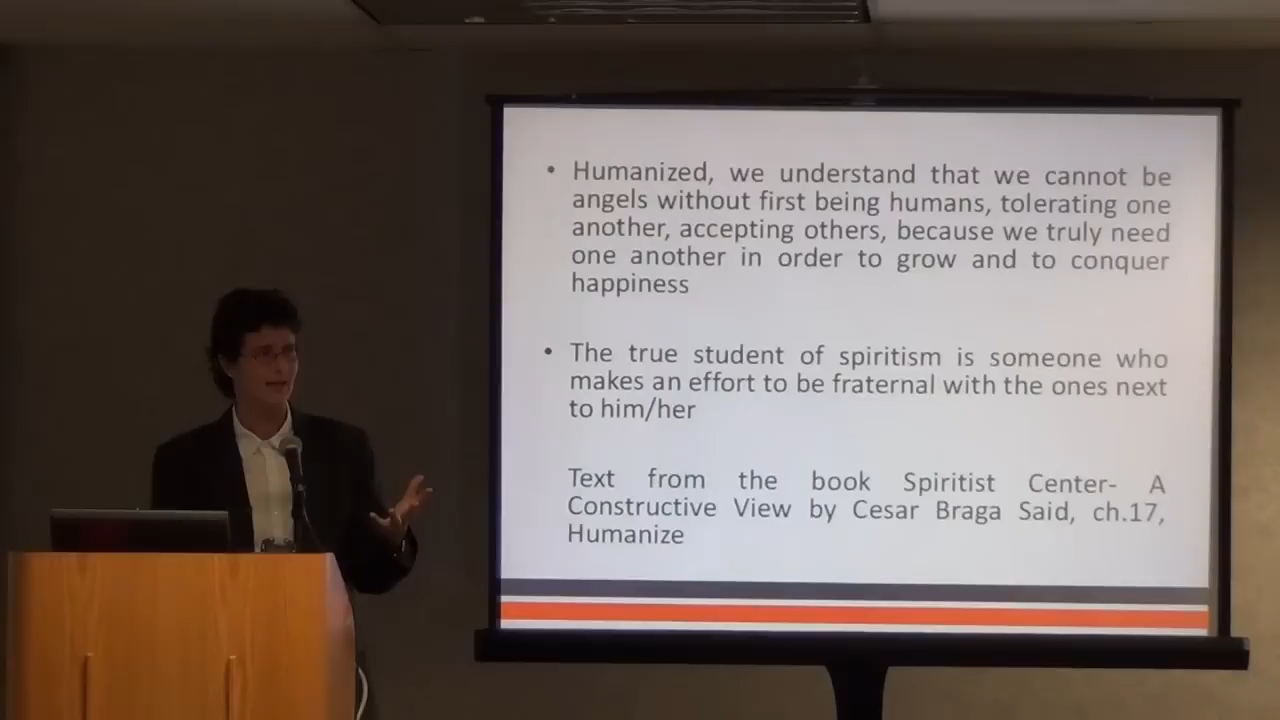 • Humanized, we understand that we cannot be
angels without first being humans, tolerating one
another, accepting others, because we truly need
one another in order to grow and to conquer
happiness
• The true student of spiritism is someone who
makes an effort to be fraternal with the ones next
to him/her
Text from the book Spiritist Center- A
Constructive View by Cesar Braga Said, ch.17,
Humanize